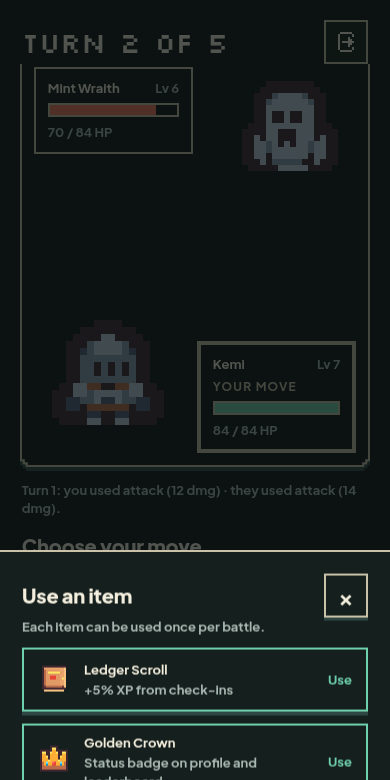 TURN 2 OF 5
Mint Wraith Lv 6
70 / 84 HP
Kemi Lv 7
YOUR MOVE
84 / 84 HP
Turn 1: you used attack (12 dmg) · they used attack (14
dmg).
Choose your move
Use an item
×
Each item can be used once per battle.
Ledger Scroll
+5% XP from check-ins
Use
Golden Crown
Status badge on profile and
leaderboard
Use